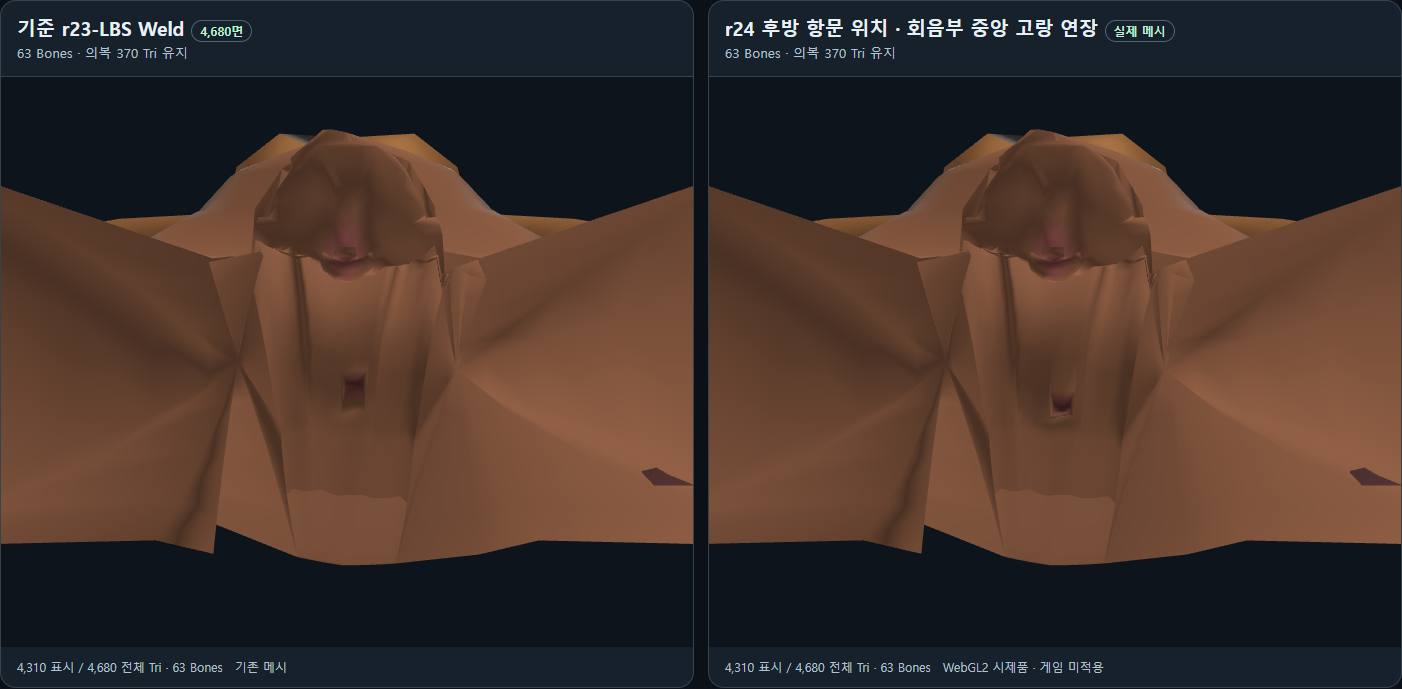 기준 r23-LBS Weld 4,680면
63 Bones · 의복 370 Tri 유지
4,310 표시 / 4,680 전체 Tri · 63 Bones 기존 메시
r24 후방 항문 위치 · 회음부 중앙 고랑 연장 실제 메시
63 Bones · 의복 370 Tri 유지
4,310 표시 / 4,680 전체 Tri · 63 Bones WebGL2 시제품 · 게임 미적용